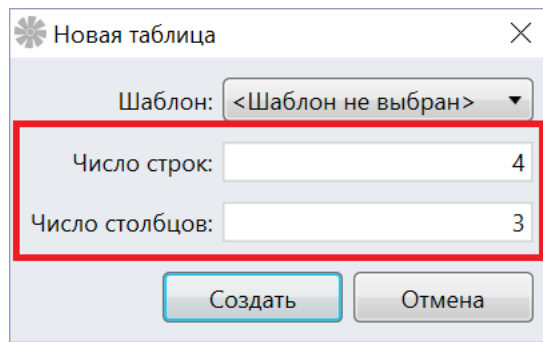 Новая таблица
Шаблон: <Шаблон не выбран>
Число строк: 4
Число столбцов: 3
Создать Отмена